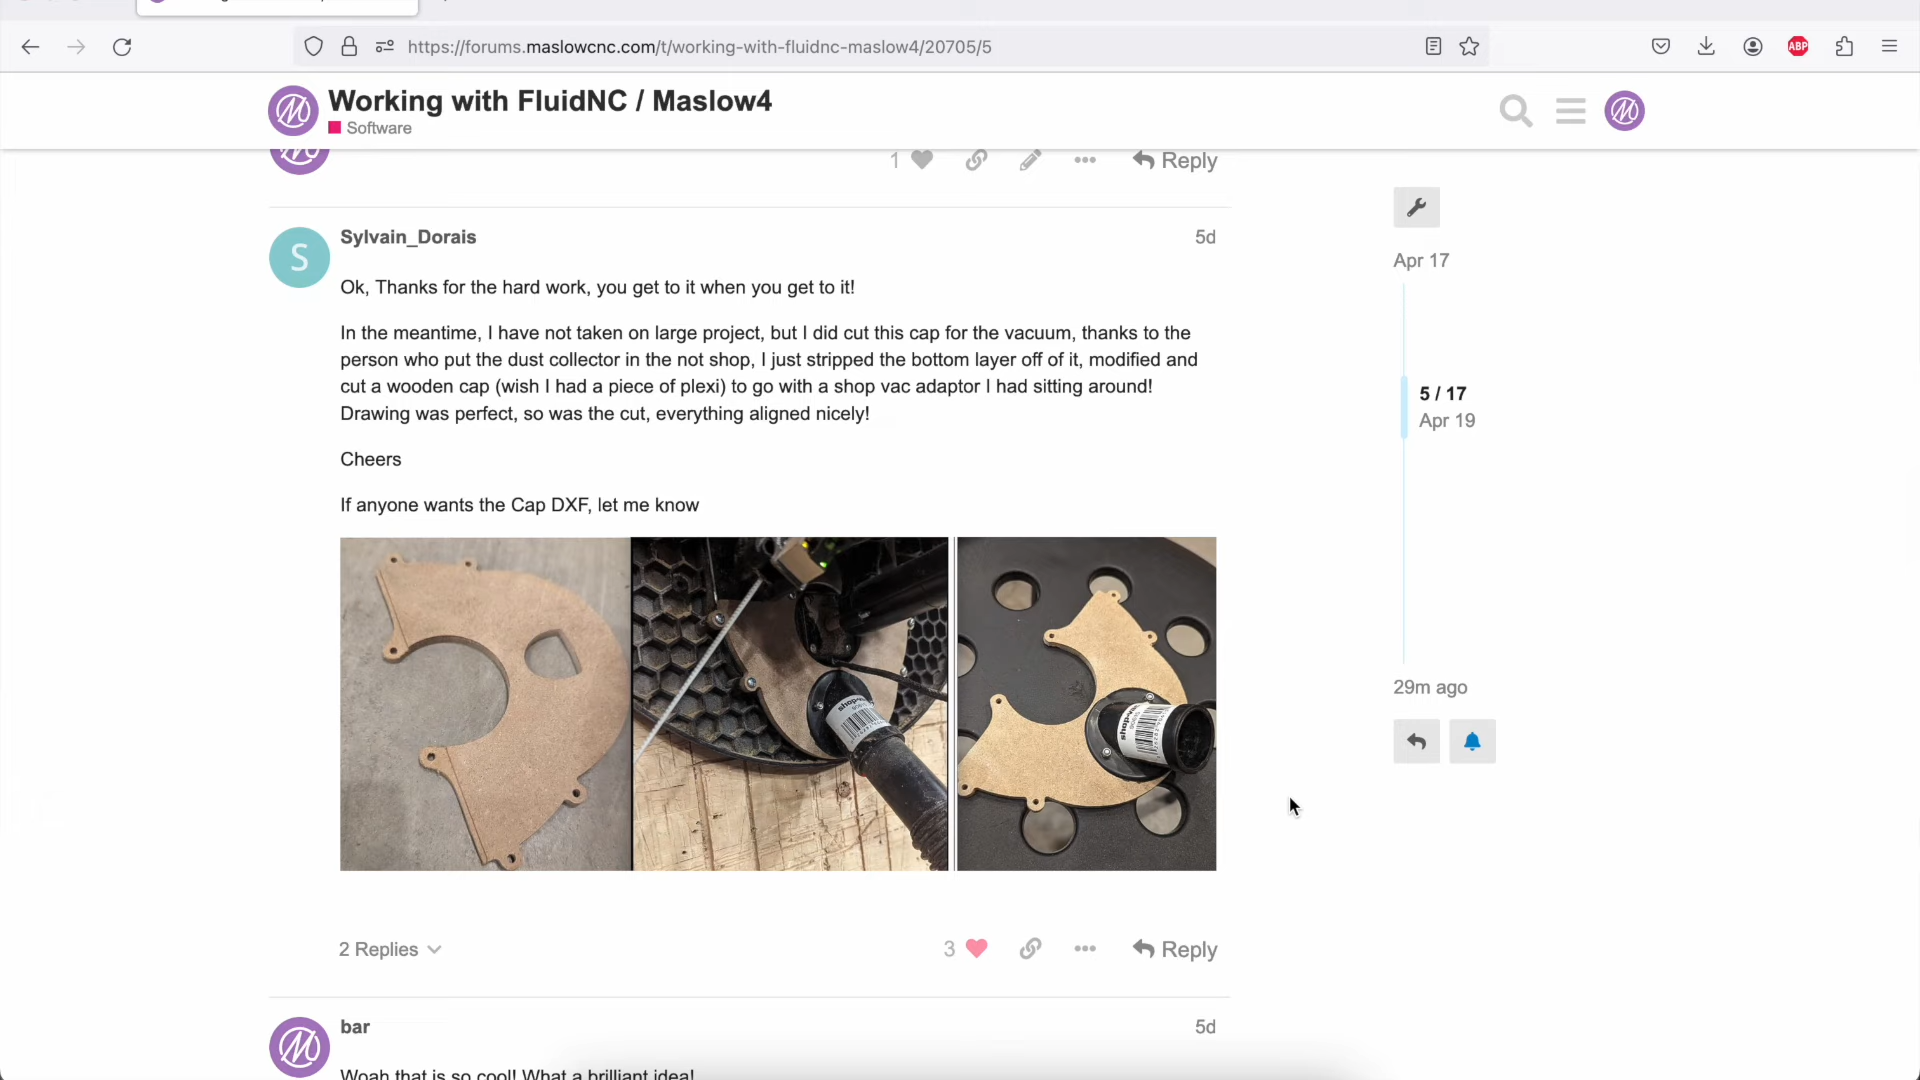 https://forums.maslowcnc.com/t/working-with-fluidnc-maslow4/20705/5
ABP
Working with FluidNC / Maslow4
Software
1
Reply
Sylvain_Dorais
5d
S
Ok, Thanks for the hard work, you get to it when you get to it!
In the meantime, I have not taken on large project, but I did cut this cap for the vacuum, thanks to the
person who put the dust collector in the not shop, I just stripped the bottom layer off of it, modified and
cut a wooden cap (wish I had a piece of plexi) to go with a shop vac adaptor I had sitting around!
Drawing was perfect, so was the cut, everything aligned nicely!
Cheers
If anyone wants the Cap DXF, let me know
shop-vac
shop-vac
2 Replies
3
Reply
bar
5d
Woah that is so cool! What a brilliant idea!
Apr 17
5 / 17
Apr 19
29m ago